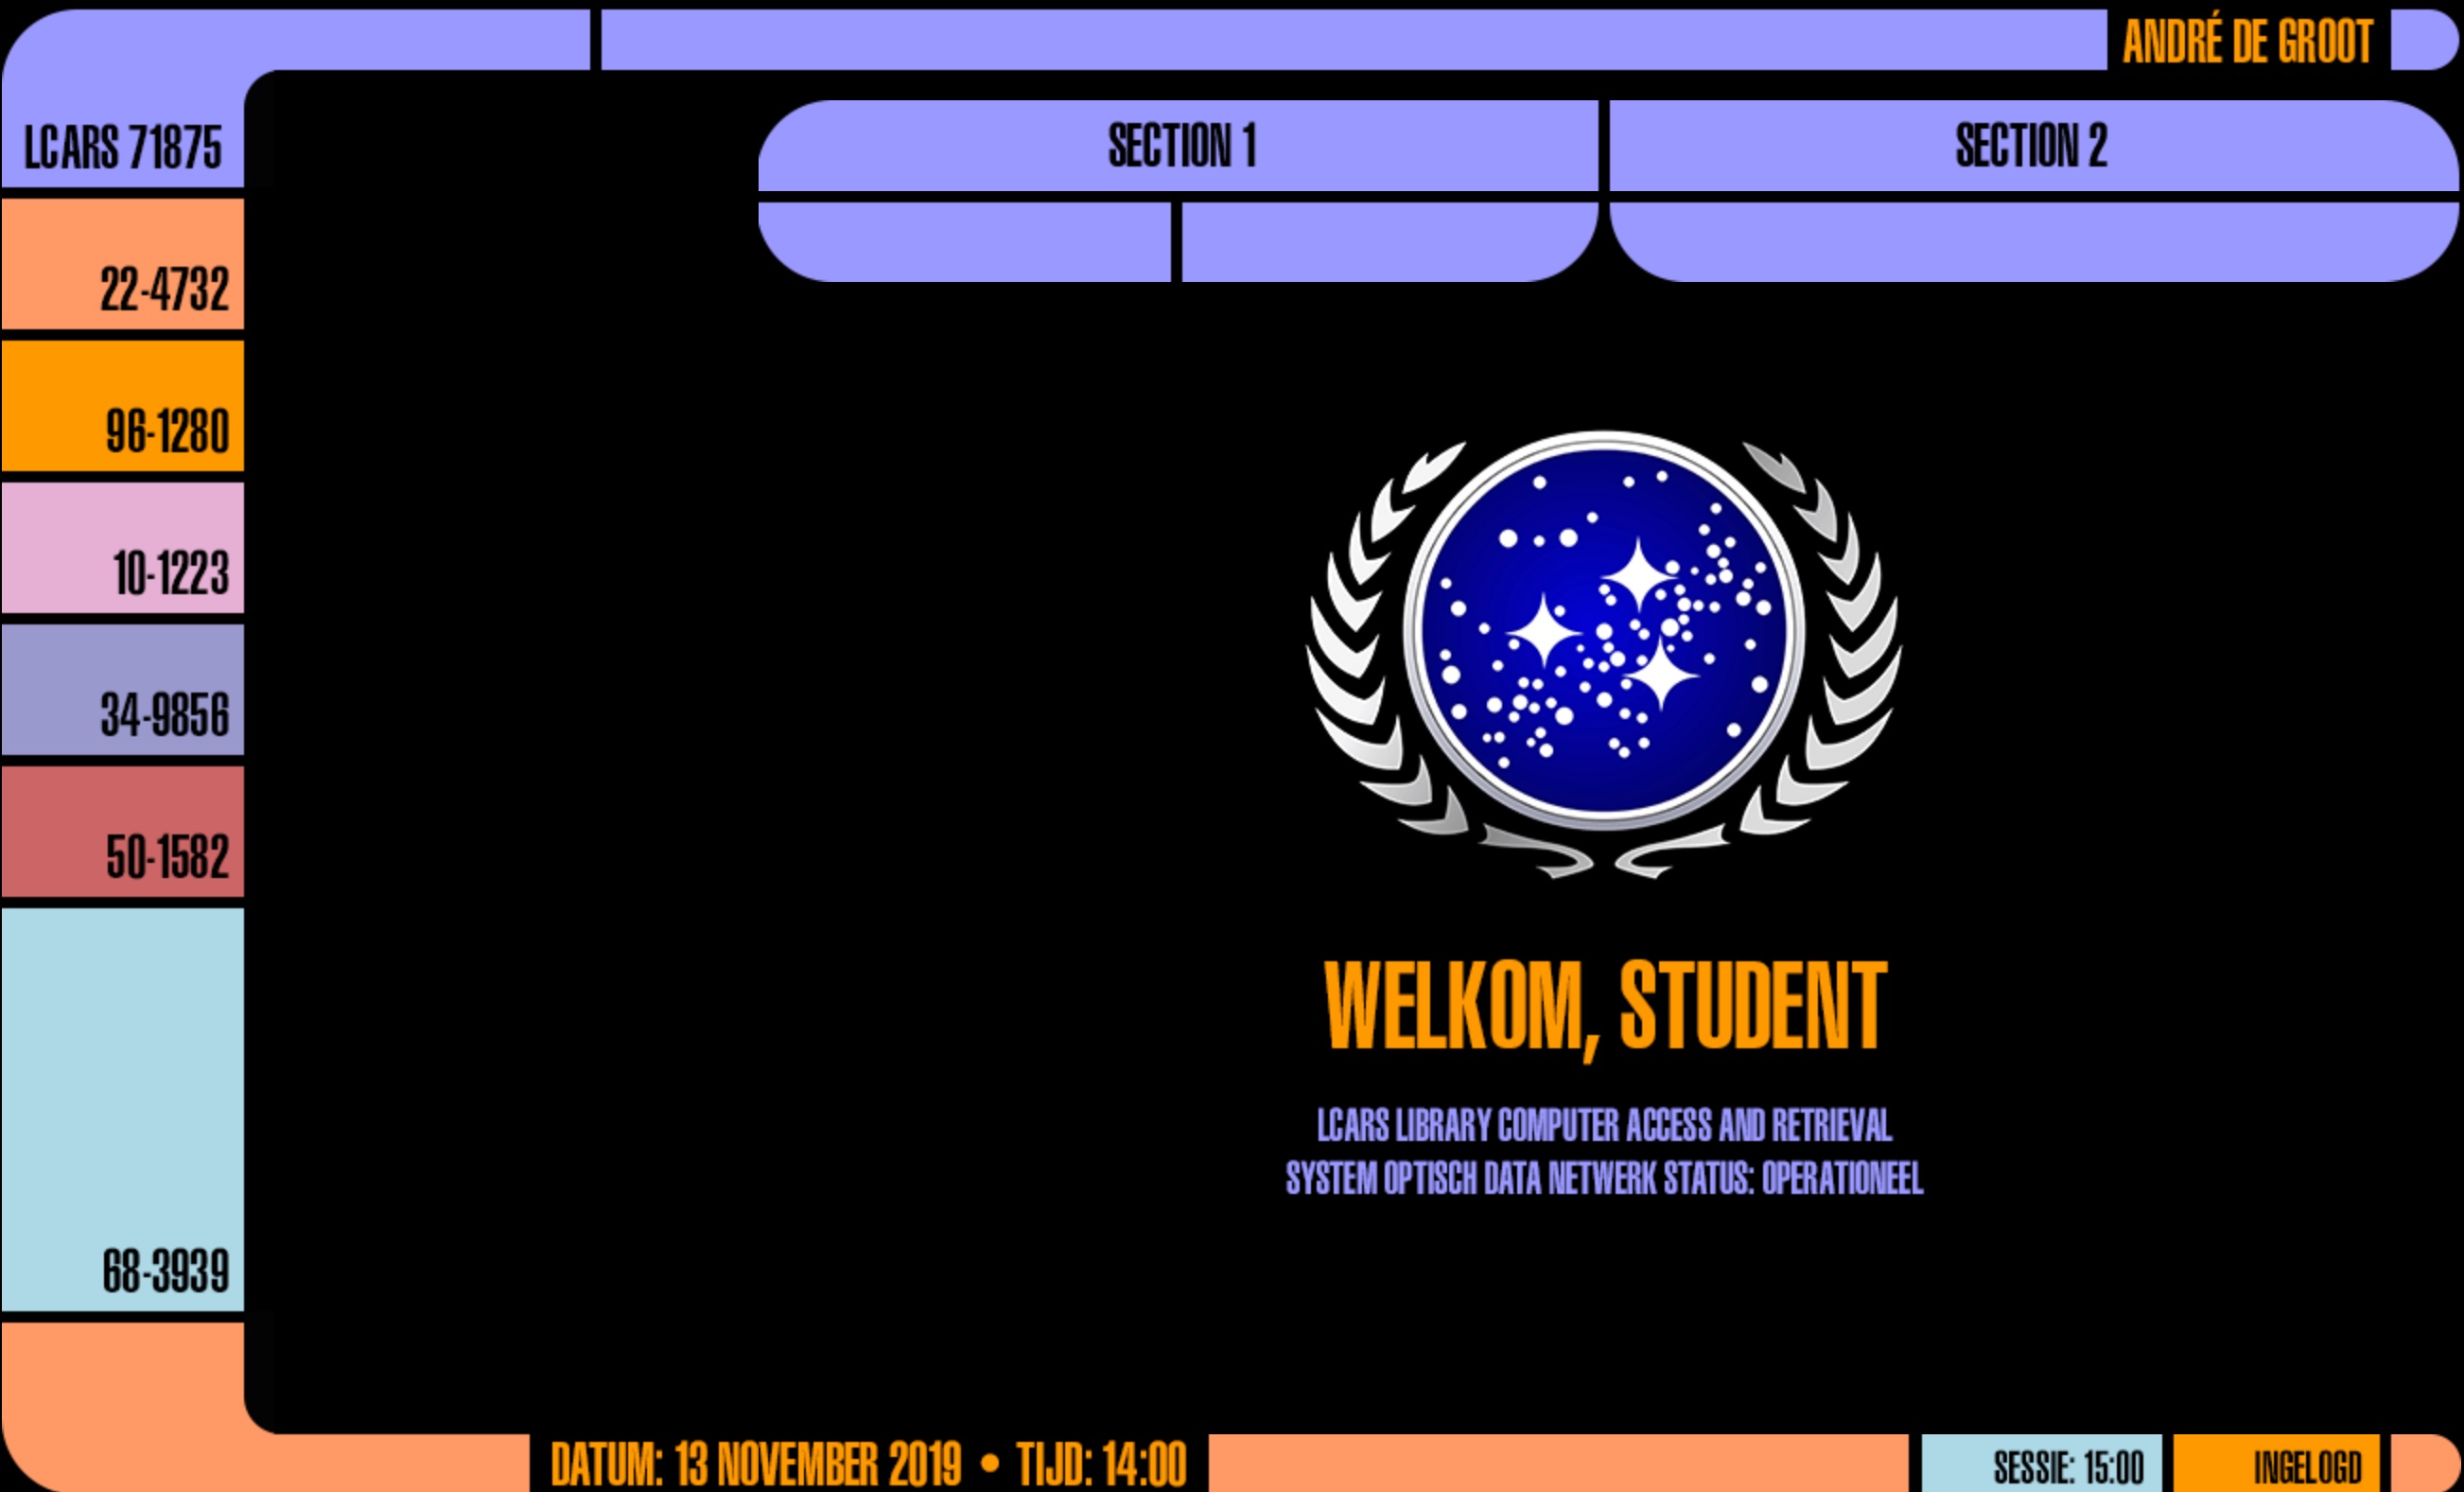 ANDRÉ DE GROOT
LCARS 71875
SECTION 1
SECTION 2
22-4732
96-1280
10-1223
34-9856
50-1582
68-3939
WELKOM, STUDENT
LCARS LIBRARY COMPUTER ACCESS AND RETRIEVAL
SYSTEM OPTISCH DATA NETWERK STATUS: OPERATIONEEL
DATUM: 13 NOVEMBER 2019 • TIJD: 14:00
SESSIE: 15:00
INGELOGD